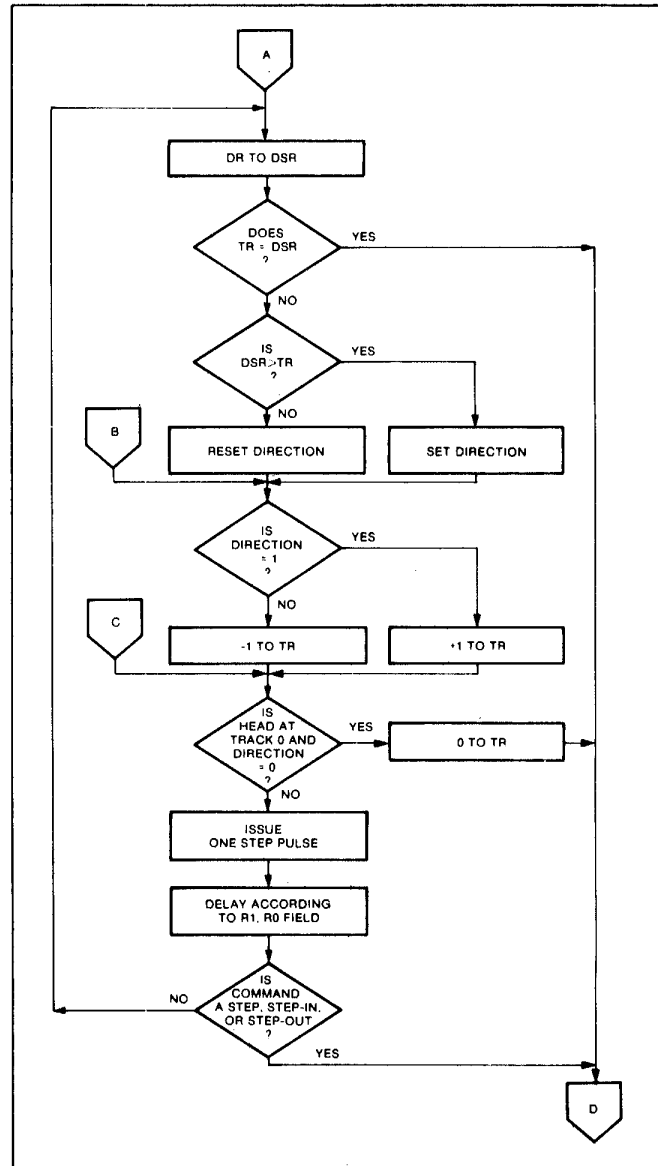 A
DR TO DSR
DOES
TR = DSR
?
YES
NO
IS
DSR>TR
?
YES
NO
B
RESET DIRECTION
SET DIRECTION
IS
DIRECTION
= 1
?
YES
NO
C
-1 TO TR
+1 TO TR
IS
HEAD AT
TRACK 0 AND
DIRECTION
= 0
?
YES
0 TO TR
NO
ISSUE
ONE STEP PULSE
DELAY ACCORDING
TO R1, R0 FIELD
IS
COMMAND
A STEP, STEP-IN,
OR STEP-OUT
?
NO
YES
D